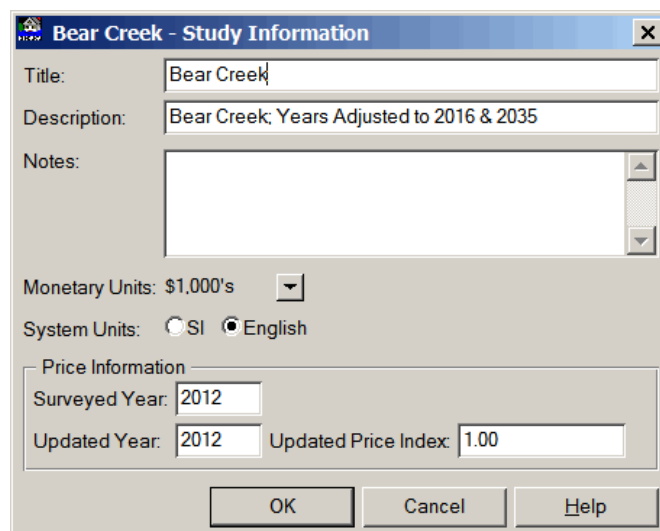 Bear Creek - Study Information
Title: Bear Creek
Description: Bear Creek; Years Adjusted to 2016 & 2035
Notes:
Monetary Units: $1,000's
System Units: SI English
Price Information
Surveyed Year: 2012
Updated Year: 2012 Updated Price Index: 1.00
OK Cancel Help